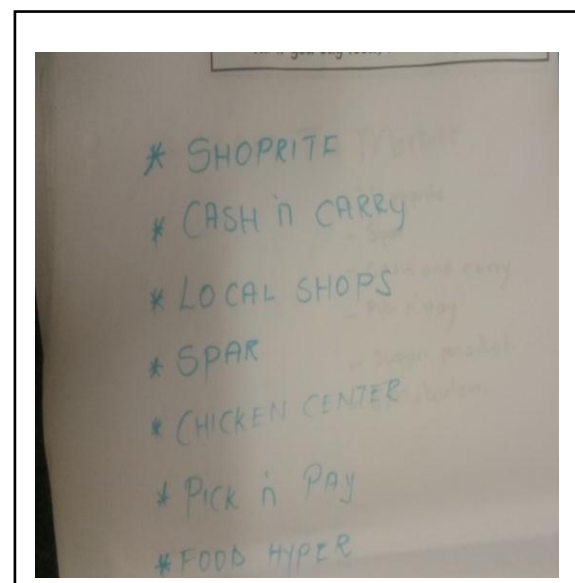 * SHOPRITE
* CASH 'n CARRY
* LOCAL SHOPS
* SPAR
* CHICKEN CENTER
* PICK 'n PAY
* FOOD HYPER